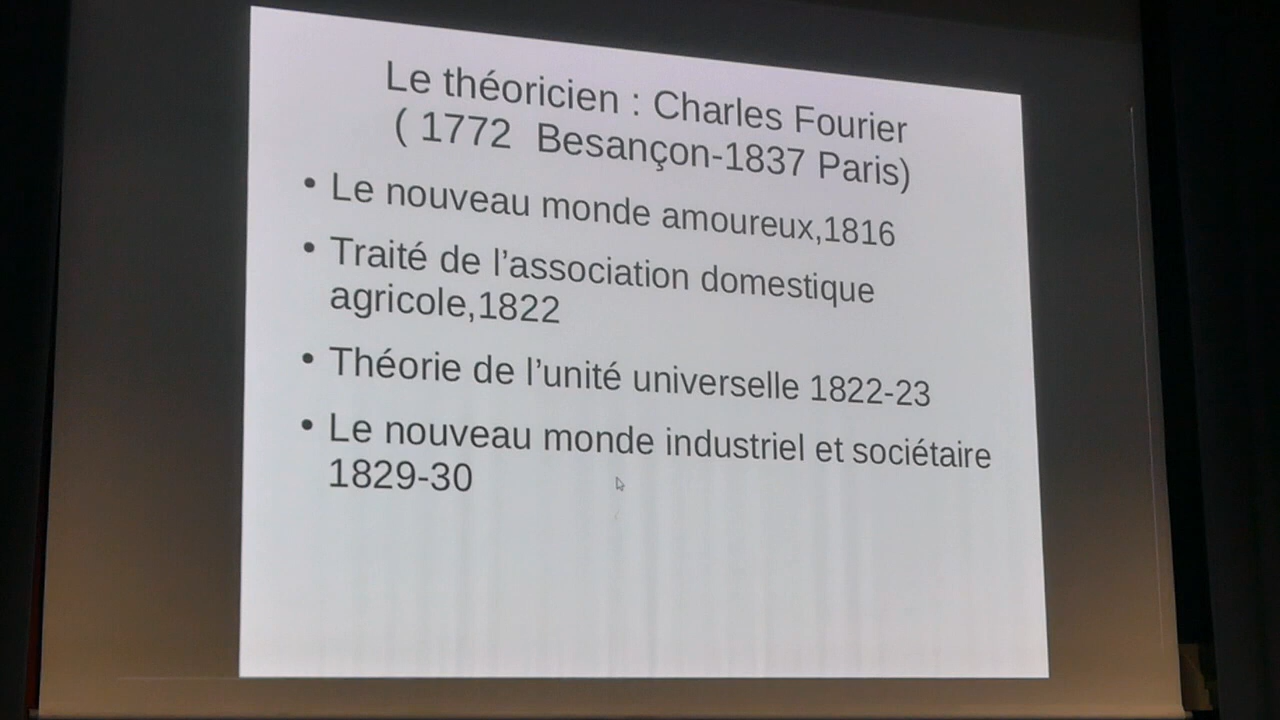 Le théoricien : Charles Fourier
( 1772  Besançon-1837 Paris)
• Le nouveau monde amoureux,1816
• Traité de l’association domestique
agricole,1822
• Théorie de l’unité universelle 1822-23
• Le nouveau monde industriel et sociétaire
1829-30